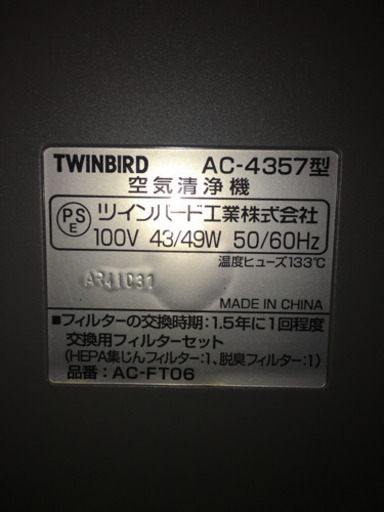 TWINBIRD AC-4357型
空気清浄機
PSE ツインバード工業株式会社
100V 43/49W 50/60Hz
温度ヒューズ133℃
AR41031
MADE IN CHINA
■フィルターの交換時期:1.5年に1回程度
交換用フィルターセット
(HEPA集じんフィルター:1、脱臭フィルター:1)
品番:AC-FT06